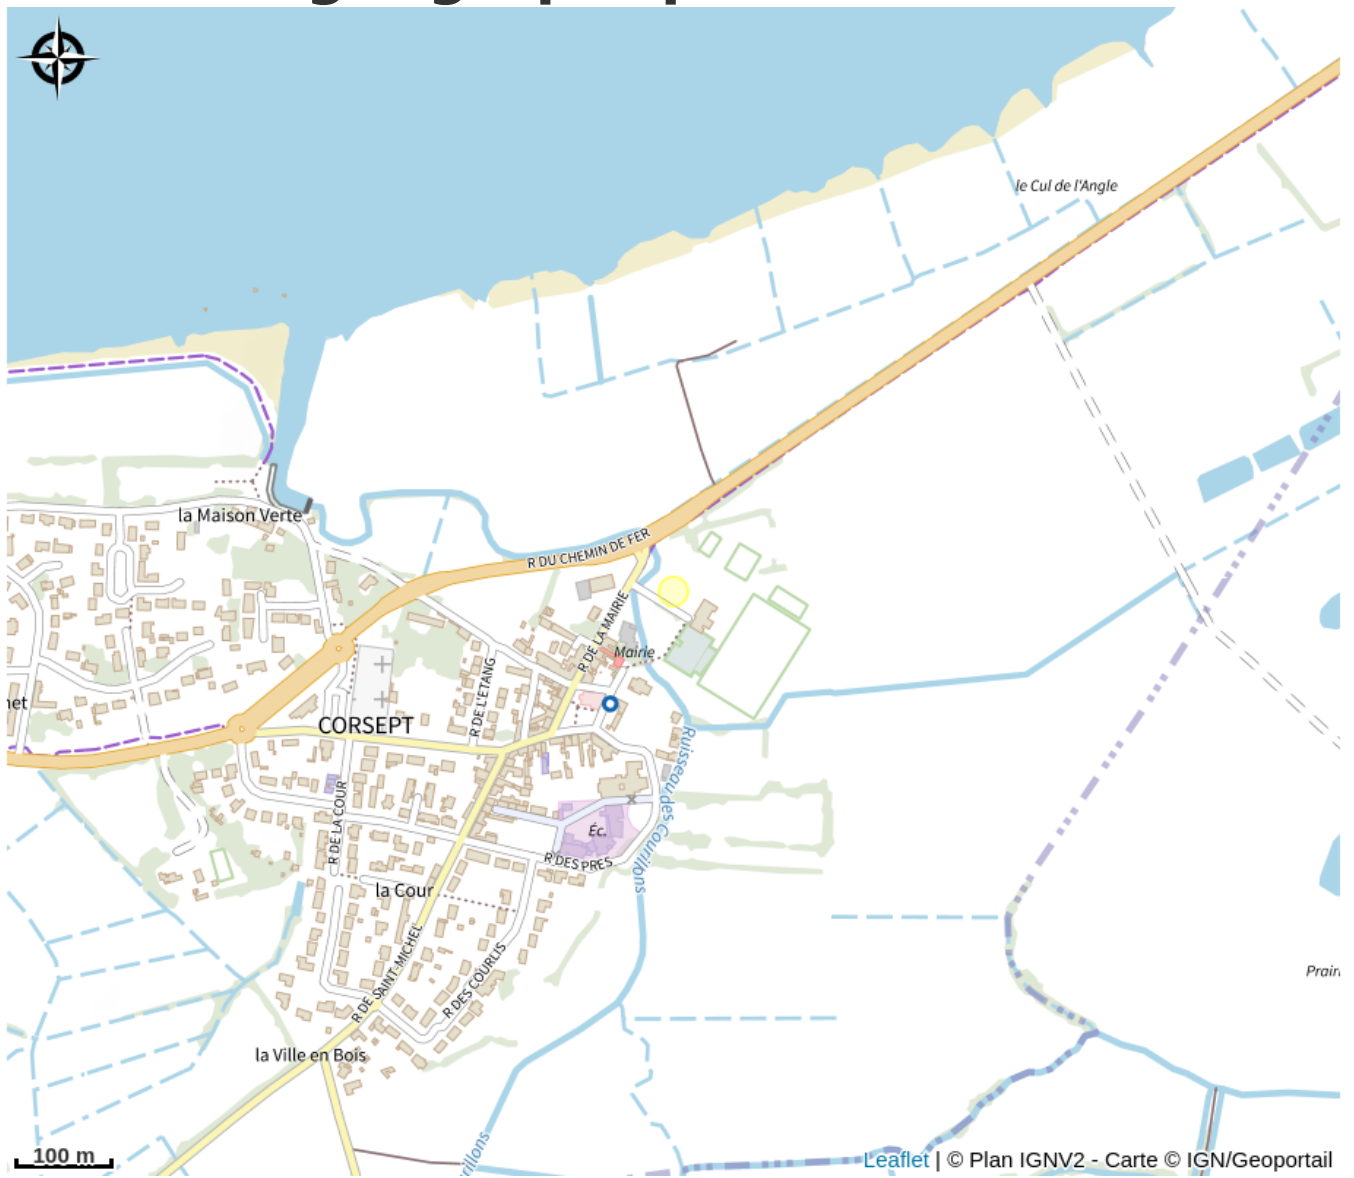 le Cul de l'Angle
la Maison Verte
R DU CHEMIN DE FER
R DE LA MAIRIE
Mairie
R DE L'ETANG
CORSEPT
Ruisseau des Courillons
R DE LA COUR
Éc.
R DES PRES
la Cour
R DE SAINT-MICHEL
R DES COURLIS
Prairi
la Ville en Bois
rillons
100 m
Leaflet | © Plan IGNV2 - Carte © IGN/Geoportail